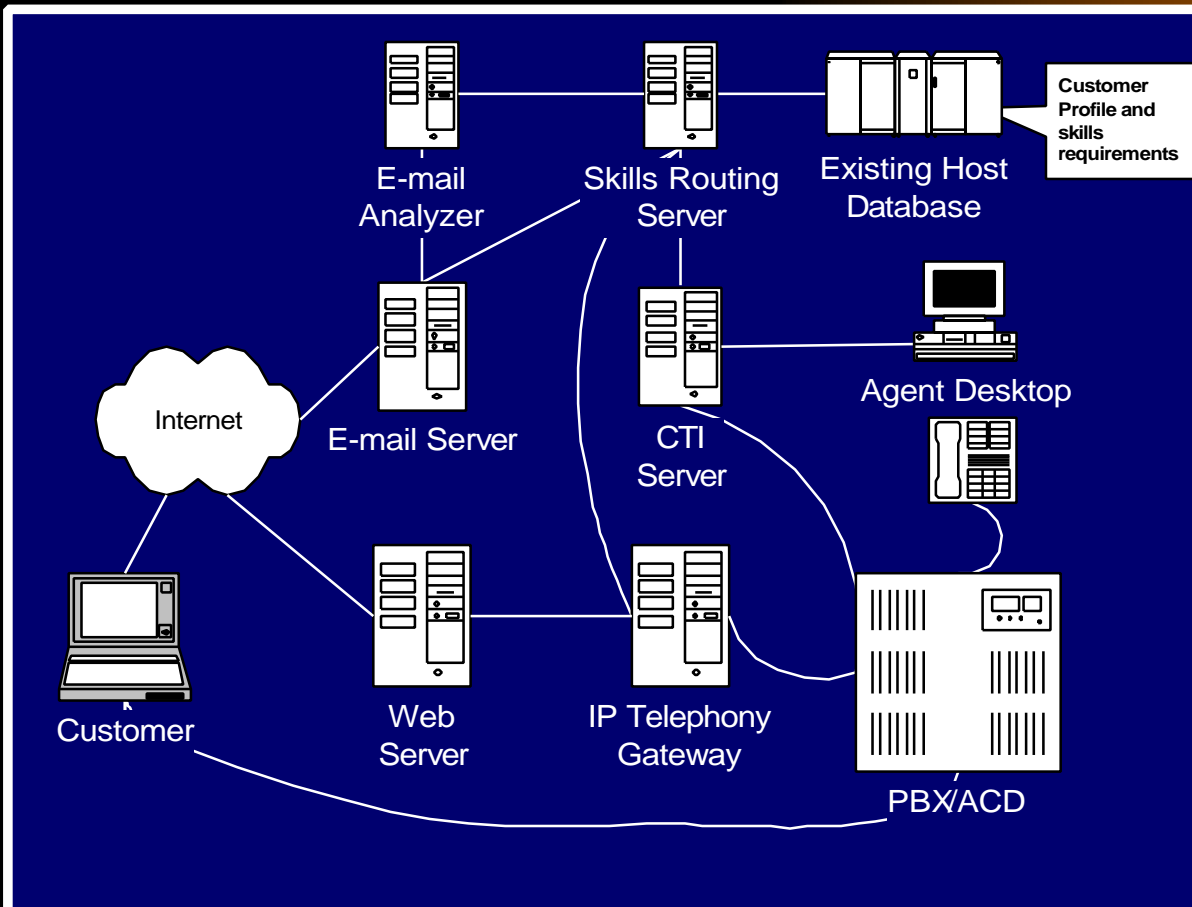 Customer
Profile and
skills
requirements
E-mail
Analyzer
Skills Routing
Server
Existing Host
Database
Internet
E-mail Server
CTI
Server
Agent Desktop
Customer
Web
Server
IP Telephony
Gateway
PBX/ACD